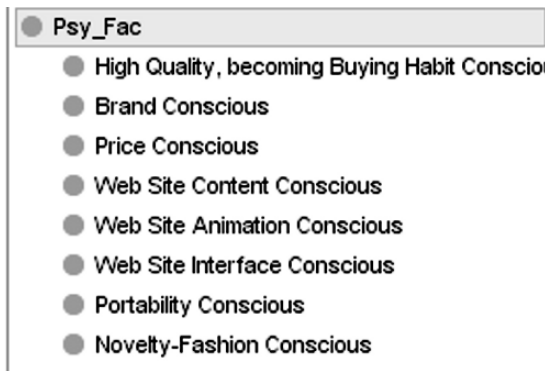 Psy_Fac
High Quality, becoming Buying Habit Consciou
Brand Conscious
Price Conscious
Web Site Content Conscious
Web Site Animation Conscious
Web Site Interface Conscious
Portability Conscious
Novelty-Fashion Conscious